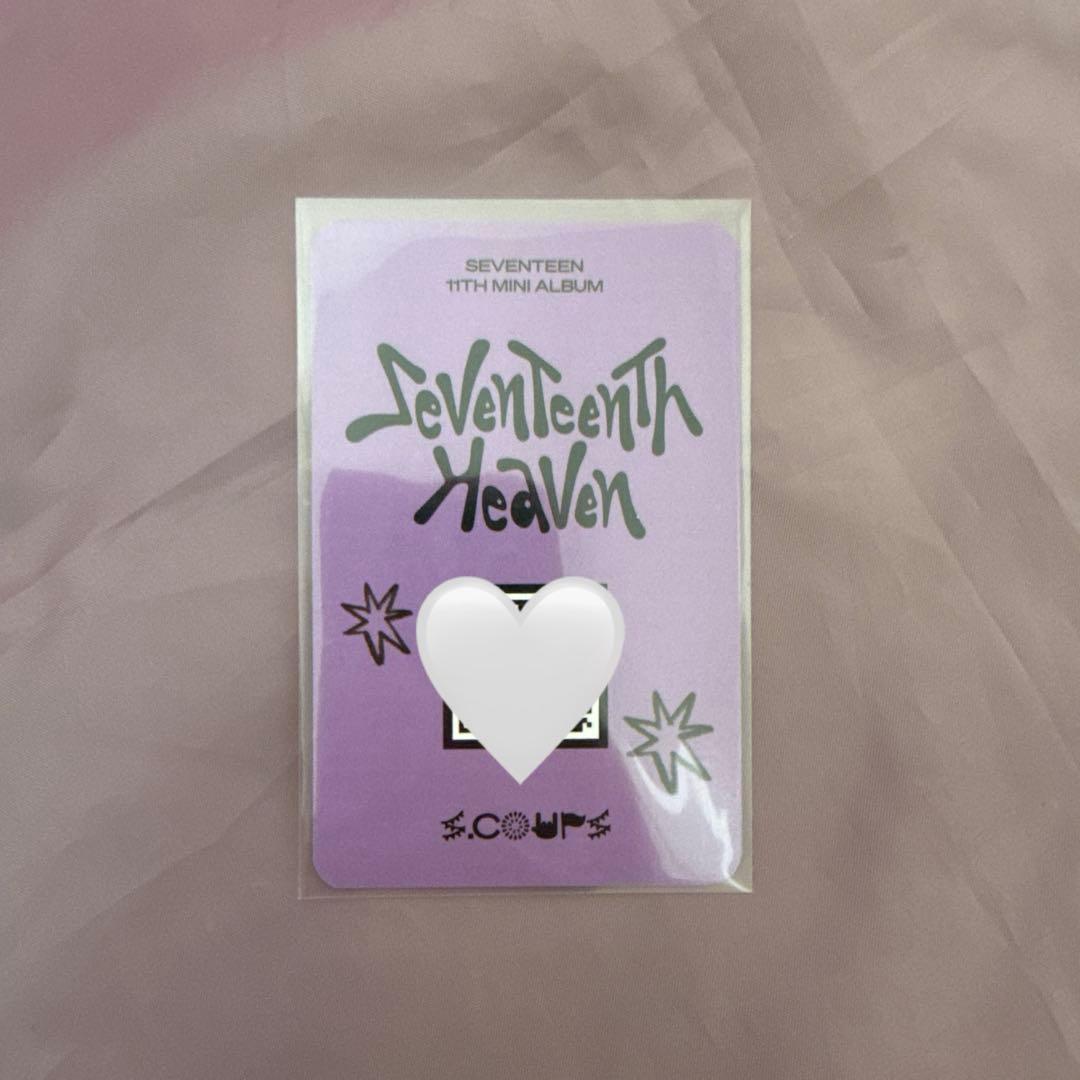 SEVENTEEN
11TH MINI ALBUM
SevenTeenTh
Heaven
S.COUPS